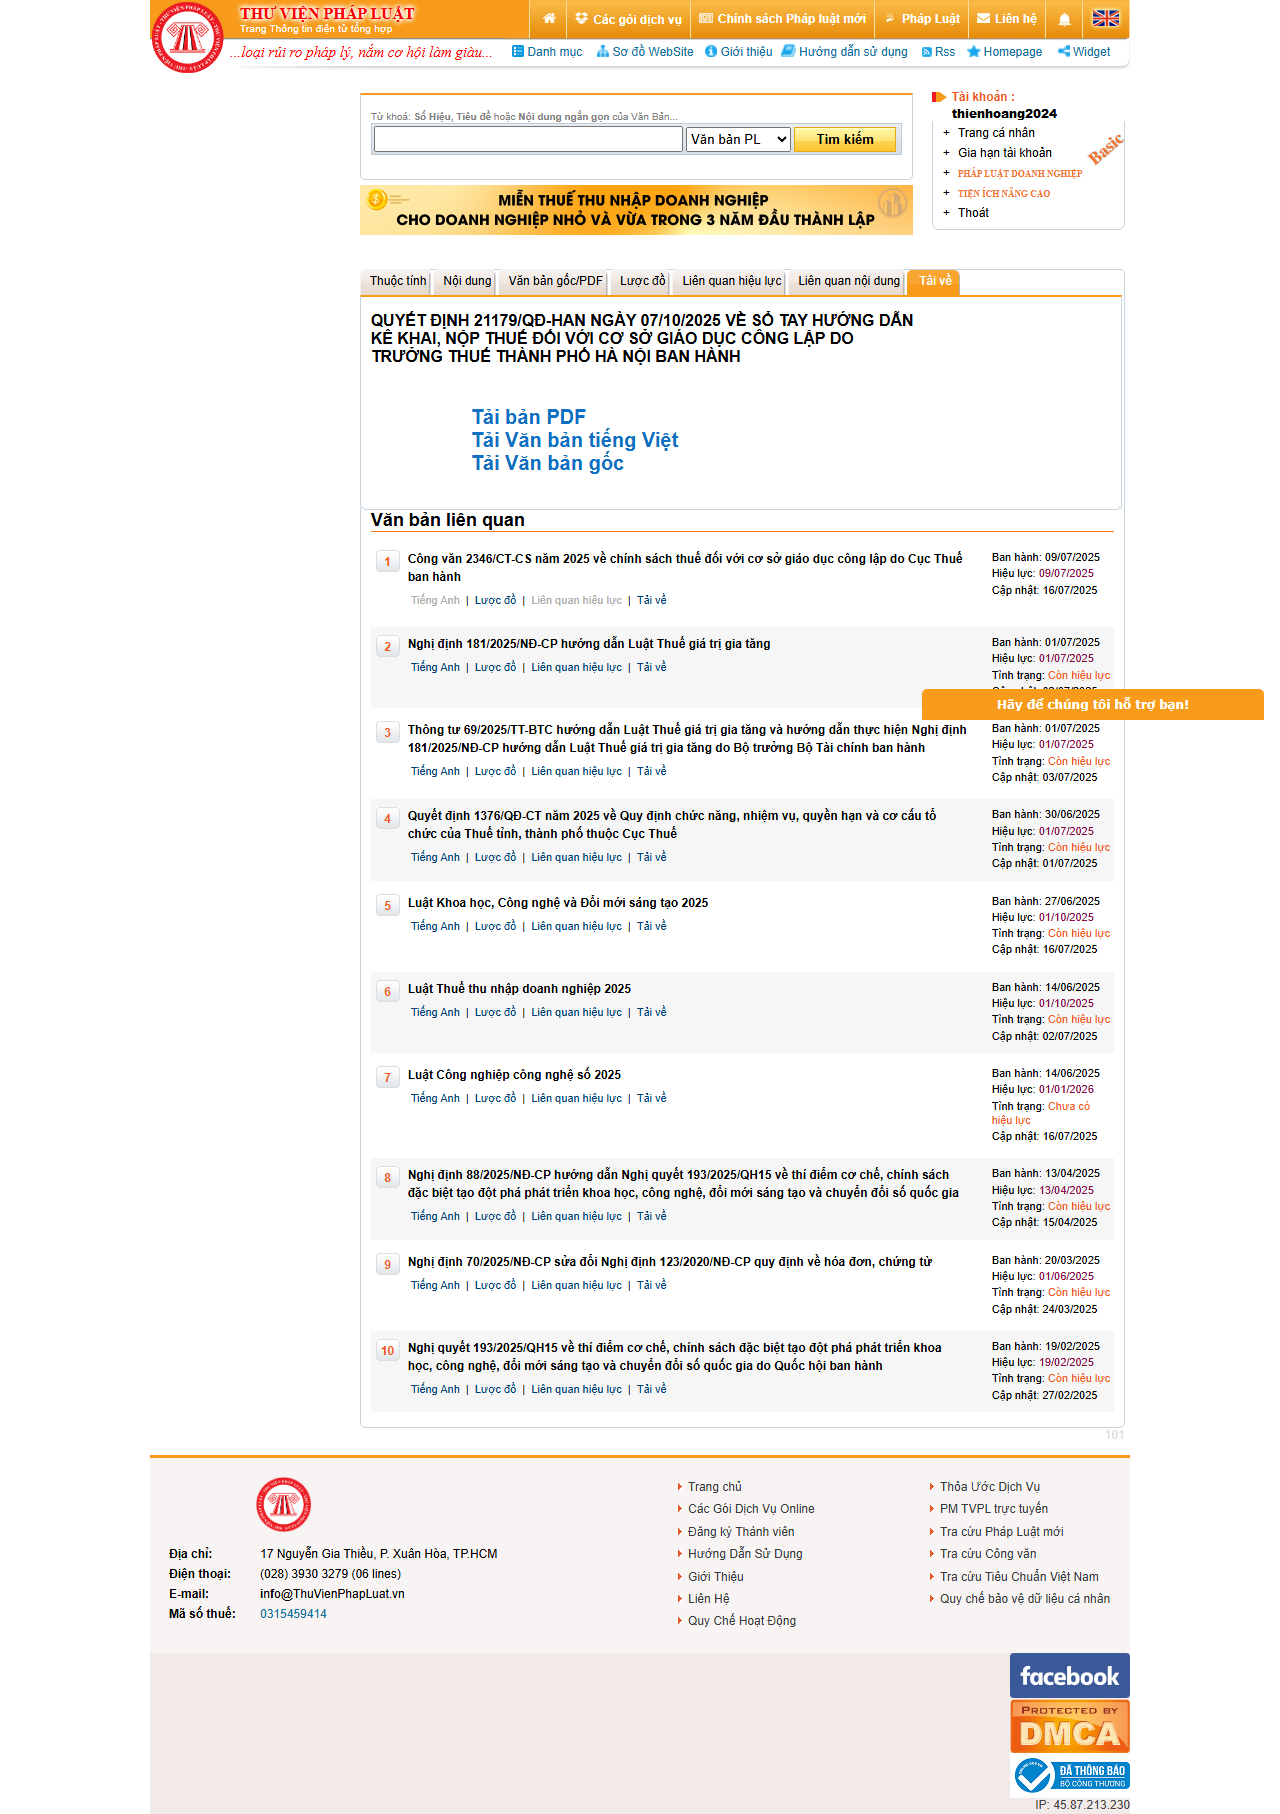 THƯ VIỆN PHÁP LUẬT
Trang Thông tin điện tử tổng hợp
...loại rủi ro pháp lý, nắm cơ hội làm giàu...
Các gói dịch vụ
Chính sách Pháp luật mới
Pháp Luật
Liên hệ
Danh mục
Sơ đồ WebSite
Giới thiệu
Hướng dẫn sử dụng
Rss
Homepage
Widget
Từ khoá: Số Hiệu, Tiêu đề hoặc Nội dung ngắn gọn của Văn Bản...
Văn bản PL
Tìm kiếm
MIỄN THUẾ THU NHẬP DOANH NGHIỆP
CHO DOANH NGHIỆP NHỎ VÀ VỪA TRONG 3 NĂM ĐẦU THÀNH LẬP
Tài khoản :
thienhoang2024
+ Trang cá nhân
+ Gia hạn tài khoản
+ PHÁP LUẬT DOANH NGHIỆP
+ TIỆN ÍCH NÂNG CAO
+ Thoát
Basic
Thuộc tính
Nội dung
Văn bản gốc/PDF
Lược đồ
Liên quan hiệu lực
Liên quan nội dung
Tải về
QUYẾT ĐỊNH 21179/QĐ-HAN NGÀY 07/10/2025 VỀ SỔ TAY HƯỚNG DẪN
KÊ KHAI, NỘP THUẾ ĐỐI VỚI CƠ SỞ GIÁO DỤC CÔNG LẬP DO
TRƯỞNG THUẾ THÀNH PHỐ HÀ NỘI BAN HÀNH
Tải bản PDF
Tải Văn bản tiếng Việt
Tải Văn bản gốc
Văn bản liên quan
1
Công văn 2346/CT-CS năm 2025 về chính sách thuế đối với cơ sở giáo dục công lập do Cục Thuế
ban hành
Tiếng Anh | Lược đồ | Liên quan hiệu lực | Tải về
Ban hành: 09/07/2025
Hiệu lực: 09/07/2025
Cập nhật: 16/07/2025
2
Nghị định 181/2025/NĐ-CP hướng dẫn Luật Thuế giá trị gia tăng
Tiếng Anh | Lược đồ | Liên quan hiệu lực | Tải về
Ban hành: 01/07/2025
Hiệu lực: 01/07/2025
Tình trạng: Còn hiệu lực
Hãy để chúng tôi hỗ trợ bạn!
3
Thông tư 69/2025/TT-BTC hướng dẫn Luật Thuế giá trị gia tăng và hướng dẫn thực hiện Nghị định
181/2025/NĐ-CP hướng dẫn Luật Thuế giá trị gia tăng do Bộ trưởng Bộ Tài chính ban hành
Tiếng Anh | Lược đồ | Liên quan hiệu lực | Tải về
Ban hành: 01/07/2025
Hiệu lực: 01/07/2025
Tình trạng: Còn hiệu lực
Cập nhật: 03/07/2025
4
Quyết định 1376/QĐ-CT năm 2025 về Quy định chức năng, nhiệm vụ, quyền hạn và cơ cấu tổ
chức của Thuế tỉnh, thành phố thuộc Cục Thuế
Tiếng Anh | Lược đồ | Liên quan hiệu lực | Tải về
Ban hành: 30/06/2025
Hiệu lực: 01/07/2025
Tình trạng: Còn hiệu lực
Cập nhật: 01/07/2025
5
Luật Khoa học, Công nghệ và Đổi mới sáng tạo 2025
Tiếng Anh | Lược đồ | Liên quan hiệu lực | Tải về
Ban hành: 27/06/2025
Hiệu lực: 01/10/2025
Tình trạng: Còn hiệu lực
Cập nhật: 16/07/2025
6
Luật Thuế thu nhập doanh nghiệp 2025
Tiếng Anh | Lược đồ | Liên quan hiệu lực | Tải về
Ban hành: 14/06/2025
Hiệu lực: 01/10/2025
Tình trạng: Còn hiệu lực
Cập nhật: 02/07/2025
7
Luật Công nghiệp công nghệ số 2025
Tiếng Anh | Lược đồ | Liên quan hiệu lực | Tải về
Ban hành: 14/06/2025
Hiệu lực: 01/01/2026
Tình trạng: Chưa có
hiệu lực
Cập nhật: 16/07/2025
8
Nghị định 88/2025/NĐ-CP hướng dẫn Nghị quyết 193/2025/QH15 về thí điểm cơ chế, chính sách
đặc biệt tạo đột phá phát triển khoa học, công nghệ, đổi mới sáng tạo và chuyển đổi số quốc gia
Tiếng Anh | Lược đồ | Liên quan hiệu lực | Tải về
Ban hành: 13/04/2025
Hiệu lực: 13/04/2025
Tình trạng: Còn hiệu lực
Cập nhật: 15/04/2025
9
Nghị định 70/2025/NĐ-CP sửa đổi Nghị định 123/2020/NĐ-CP quy định về hóa đơn, chứng từ
Tiếng Anh | Lược đồ | Liên quan hiệu lực | Tải về
Ban hành: 20/03/2025
Hiệu lực: 01/06/2025
Tình trạng: Còn hiệu lực
Cập nhật: 24/03/2025
10
Nghị quyết 193/2025/QH15 về thí điểm cơ chế, chính sách đặc biệt tạo đột phá phát triển khoa
học, công nghệ, đổi mới sáng tạo và chuyển đổi số quốc gia do Quốc hội ban hành
Tiếng Anh | Lược đồ | Liên quan hiệu lực | Tải về
Ban hành: 19/02/2025
Hiệu lực: 19/02/2025
Tình trạng: Còn hiệu lực
Cập nhật: 27/02/2025
101
Địa chỉ: 17 Nguyễn Gia Thiều, P. Xuân Hòa, TP.HCM
Điện thoại: (028) 3930 3279 (06 lines)
E-mail: info@ThuVienPhapLuat.vn
Mã số thuế: 0315459414
Trang chủ
Các Gói Dịch Vụ Online
Đăng ký Thành viên
Hướng Dẫn Sử Dụng
Giới Thiệu
Liên Hệ
Quy Chế Hoạt Động
Thỏa Ước Dịch Vụ
PM TVPL trực tuyến
Tra cứu Pháp Luật mới
Tra cứu Công văn
Tra cứu Tiêu Chuẩn Việt Nam
Quy chế bảo vệ dữ liệu cá nhân
facebook
PROTECTED BY
DMCA
ĐÃ THÔNG BÁO
BỘ CÔNG THƯƠNG
IP: 45.87.213.230